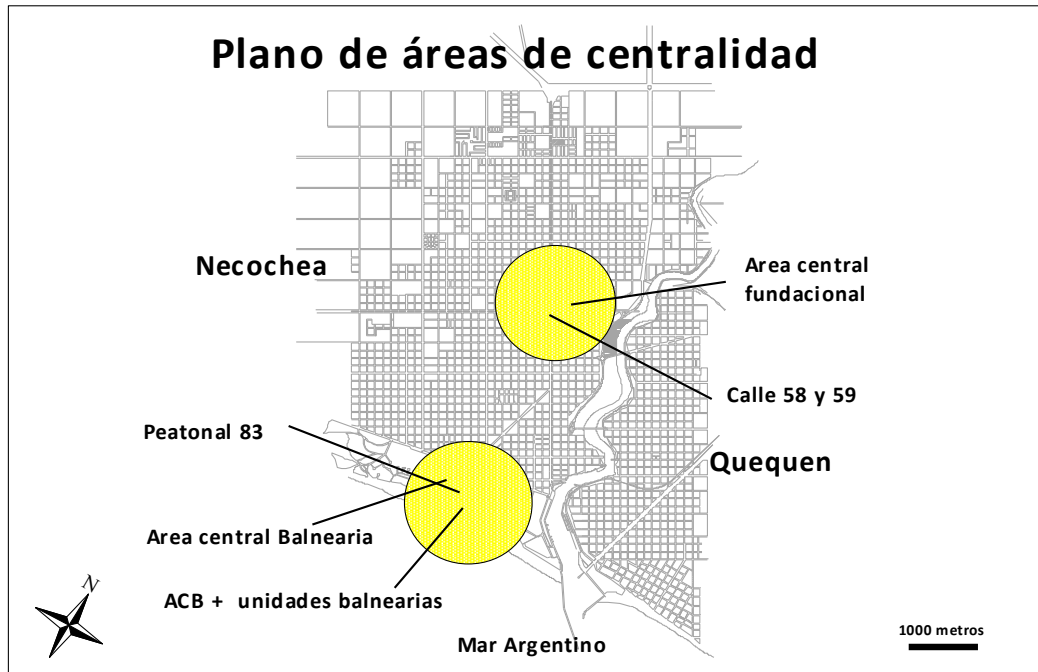 Plano de áreas de centralidad
Necochea
Area central
fundacional
Calle 58 y 59
Peatonal 83
Quequen
Area central Balnearia
ACB + unidades balnearias
N
Mar Argentino
1000 metros